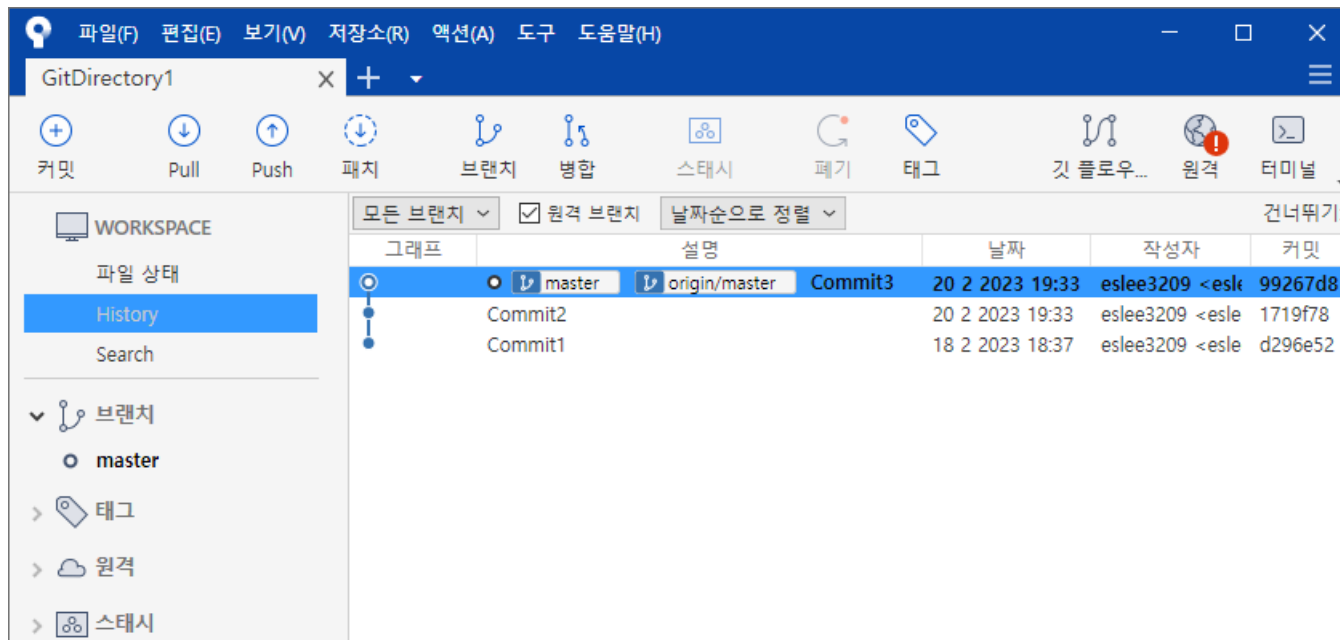 파일(F) 편집(E) 보기(V) 저장소(R) 액션(A) 도구 도움말(H)
GitDirectory1
커밋 Pull Push 패치 브랜치 병합 스태시 폐기 태그 깃 플로우... 원격 터미널
WORKSPACE
파일 상태
History
Search
브랜치
master
태그
원격
스태시
모든 브랜치 원격 브랜치 날짜순으로 정렬 건너뛰기
그래프 설명 날짜 작성자 커밋
master origin/master Commit3 20 2 2023 19:33 eslee3209 <esle 99267d8
Commit2 20 2 2023 19:33 eslee3209 <esle 1719f78
Commit1 18 2 2023 18:37 eslee3209 <esle d296e52